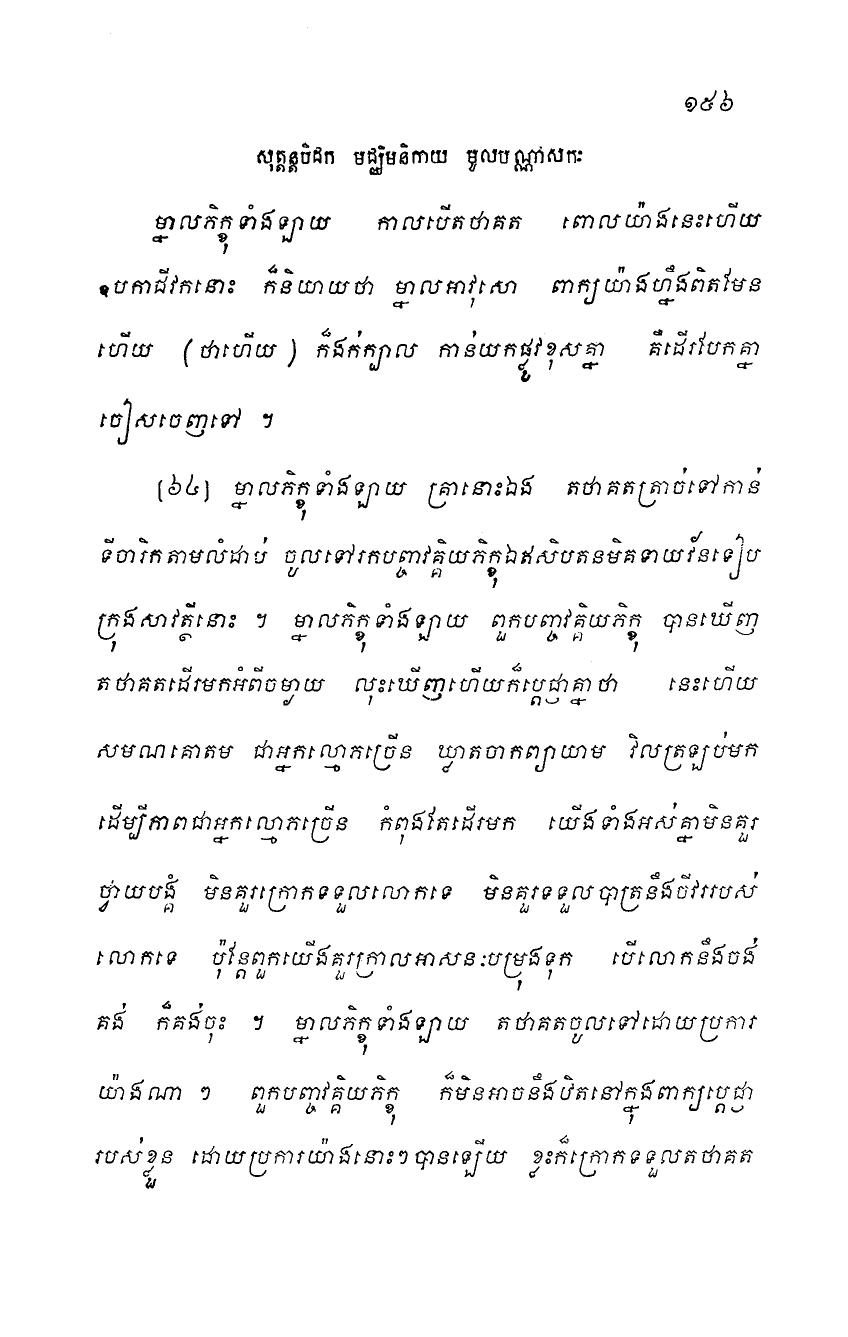 ១៥៦
សុត្តន្តបិដក មជ្ឈិមនិកាយ មូលបណ្ណាសកៈ
ម្នាលភិក្ខុទាំងឡាយ កាលបើតថាគត ពោលយ៉ាងនេះហើយ
ឧបកាជីវកនោះ ក៏និយាយថា ម្នាលអាវុសោ ពាក្យយ៉ាងហ្នឹងពិតមែន
ហើយ (ថាហើយ) ក៏ងក់ក្បាល កាន់យកផ្លូវខុសគ្នា គឺដើរបែកគ្នា
ចៀសចេញទៅ ។
[៦៤] ម្នាលភិក្ខុទាំងឡាយ គ្រានោះឯង តថាគតត្រាច់ទៅកាន់
ទីចារិកតាមលំដាប់ ចូលទៅរកបញ្ចវគ្គិយភិក្ខុឯឥសិបតនមិគទាយវ័នទៀប
ក្រុងសាវត្ថីនោះ ។ ម្នាលភិក្ខុទាំងឡាយ ពួកបញ្ចវគ្គិយភិក្ខុ បានឃើញ
តថាគតដើរមកអំពីចម្ងាយ លុះឃើញហើយក៏ប្តេជ្ញាគ្នាថា នេះហើយ
សមណគោតម ជាអ្នកល្មោភច្រើន ឃ្លាតចាកព្យាយាម វិលត្រឡប់មក
ដើម្បីភាពជាអ្នកល្មោភច្រើន កំពុងតែដើរមក យើងទាំងអស់គ្នាមិនគួរ
ថ្វាយបង្គំ មិនគួរក្រោកទទួលលោកទេ មិនគួរទទួលបាត្រនឹងចីវររបស់
លោកទេ ប៉ុន្តែពួកយើងគួរក្រាលអាសនៈបម្រុងទុក បើលោកនឹងចង់
គង់ ក៏គង់ចុះ ។ ម្នាលភិក្ខុទាំងឡាយ តថាគតចូលទៅដោយប្រការ
យ៉ាងណា ៗ ពួកបញ្ចវគ្គិយភិក្ខុ ក៏មិនអាចនឹងឋិតនៅក្នុងពាក្យប្តេជ្ញា
របស់ខ្លួន ដោយប្រការយ៉ាងនោះៗបានឡើយ ខ្លះក៏ក្រោកទទួលតថាគត